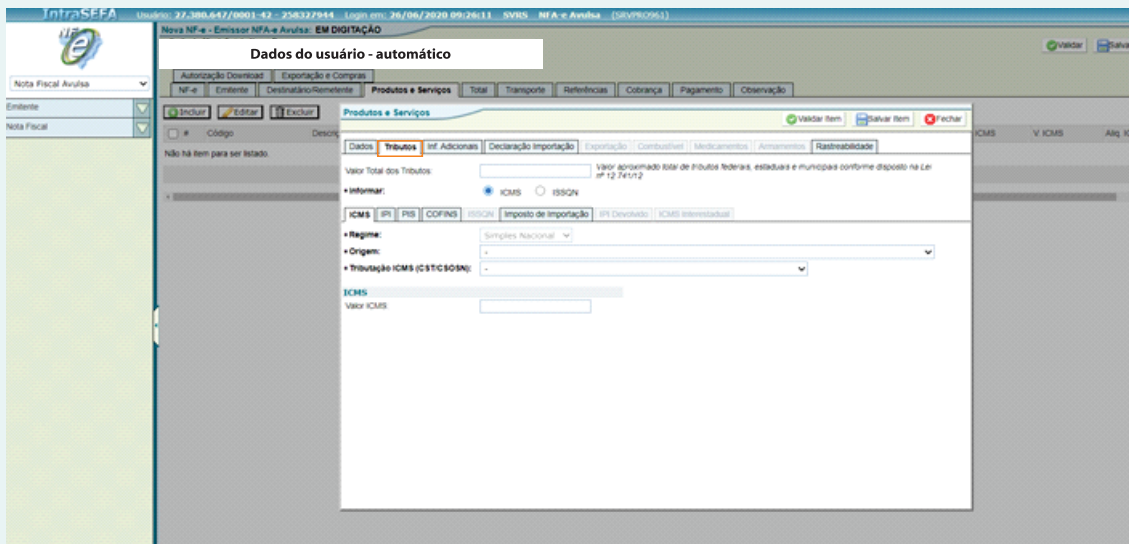 IntraSEFA Usuário: 27.380.647/0001-42 - 258327944 Login em: 26/06/2020 09:26:11 SVRS NFA-e Avulsa (SRVPRO961)
Nova NF-e - Emissor NFA-e Avulsa: EM DIGITAÇÃO
NF e
Dados do usuário - automático
Validar Salva
Autorização Download Exportação e Compras
Nota Fiscal Avulsa
NF-e Emitente Destinatário/Remetente Produtos e Serviços Total Transporte Referências Cobrança Pagamento Observação
Emitente
Incluir Editar Excluir
Produtos e Serviços
Validar Item Salvar Item Fechar
Nota Fiscal
# Código Descriç ICMS V. ICMS Alíq. IC
Não há item para ser listado.
Dados Tributos Inf. Adicionais Declaração Importação Exportação Combustível Medicamentos Armamentos Rastreabilidade
Valor Total dos Tributos:
Valor aproximado total de tributos federais, estaduais e municipais conforme disposto na Lei nº 12.741/12
Informar: ICMS ISSQN
ICMS IPI PIS COFINS ISSQN Imposto de Importação IPI Devolvido ICMS Interestadual
Regime: Simples Nacional
Origem: -
Tributação ICMS (CST/CSOSN): -
ICMS
Valor ICMS: